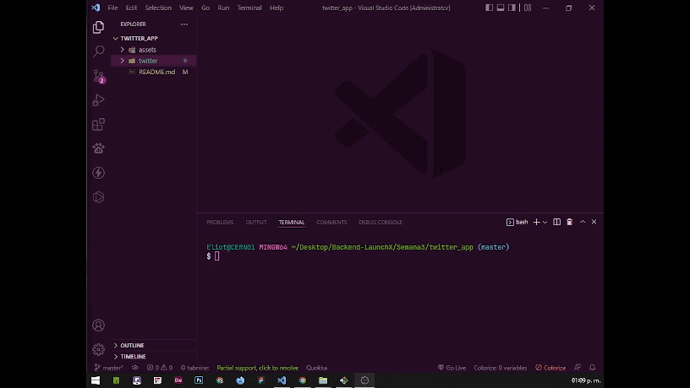 File Edit Selection View Go Run Terminal Help twitter_app - Visual Studio Code [Administrator]
EXPLORER
TWITTER_APP
assets
twitter
README.md M
2
PROBLEMS OUTPUT TERMINAL COMMENTS DEBUG CONSOLE
bash
Eliot@CERNO1 MINGW64 ~/Desktop/Backend-LaunchX/Semana3/twitter_app (master)
$
OUTLINE
TIMELINE
master* 0 0 tabnine: Partial support, click to resolve Quokka Go Live Colorize: 0 variables Colorize
01:09 p. m.